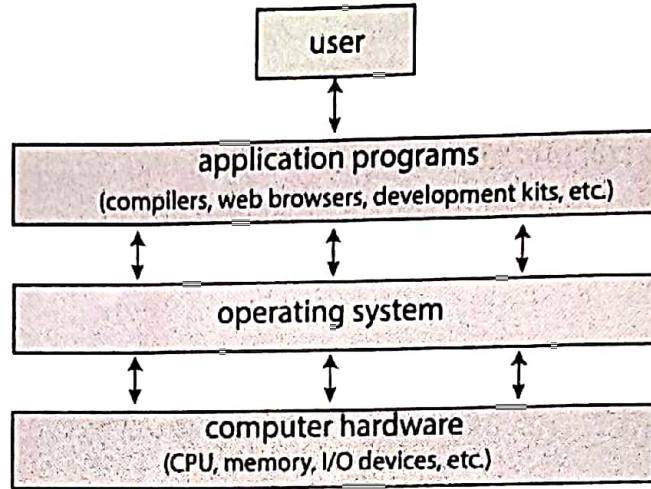 user
application programs
(compilers, web browsers, development kits, etc.)
operating system
computer hardware
(CPU, memory, I/O devices, etc.)